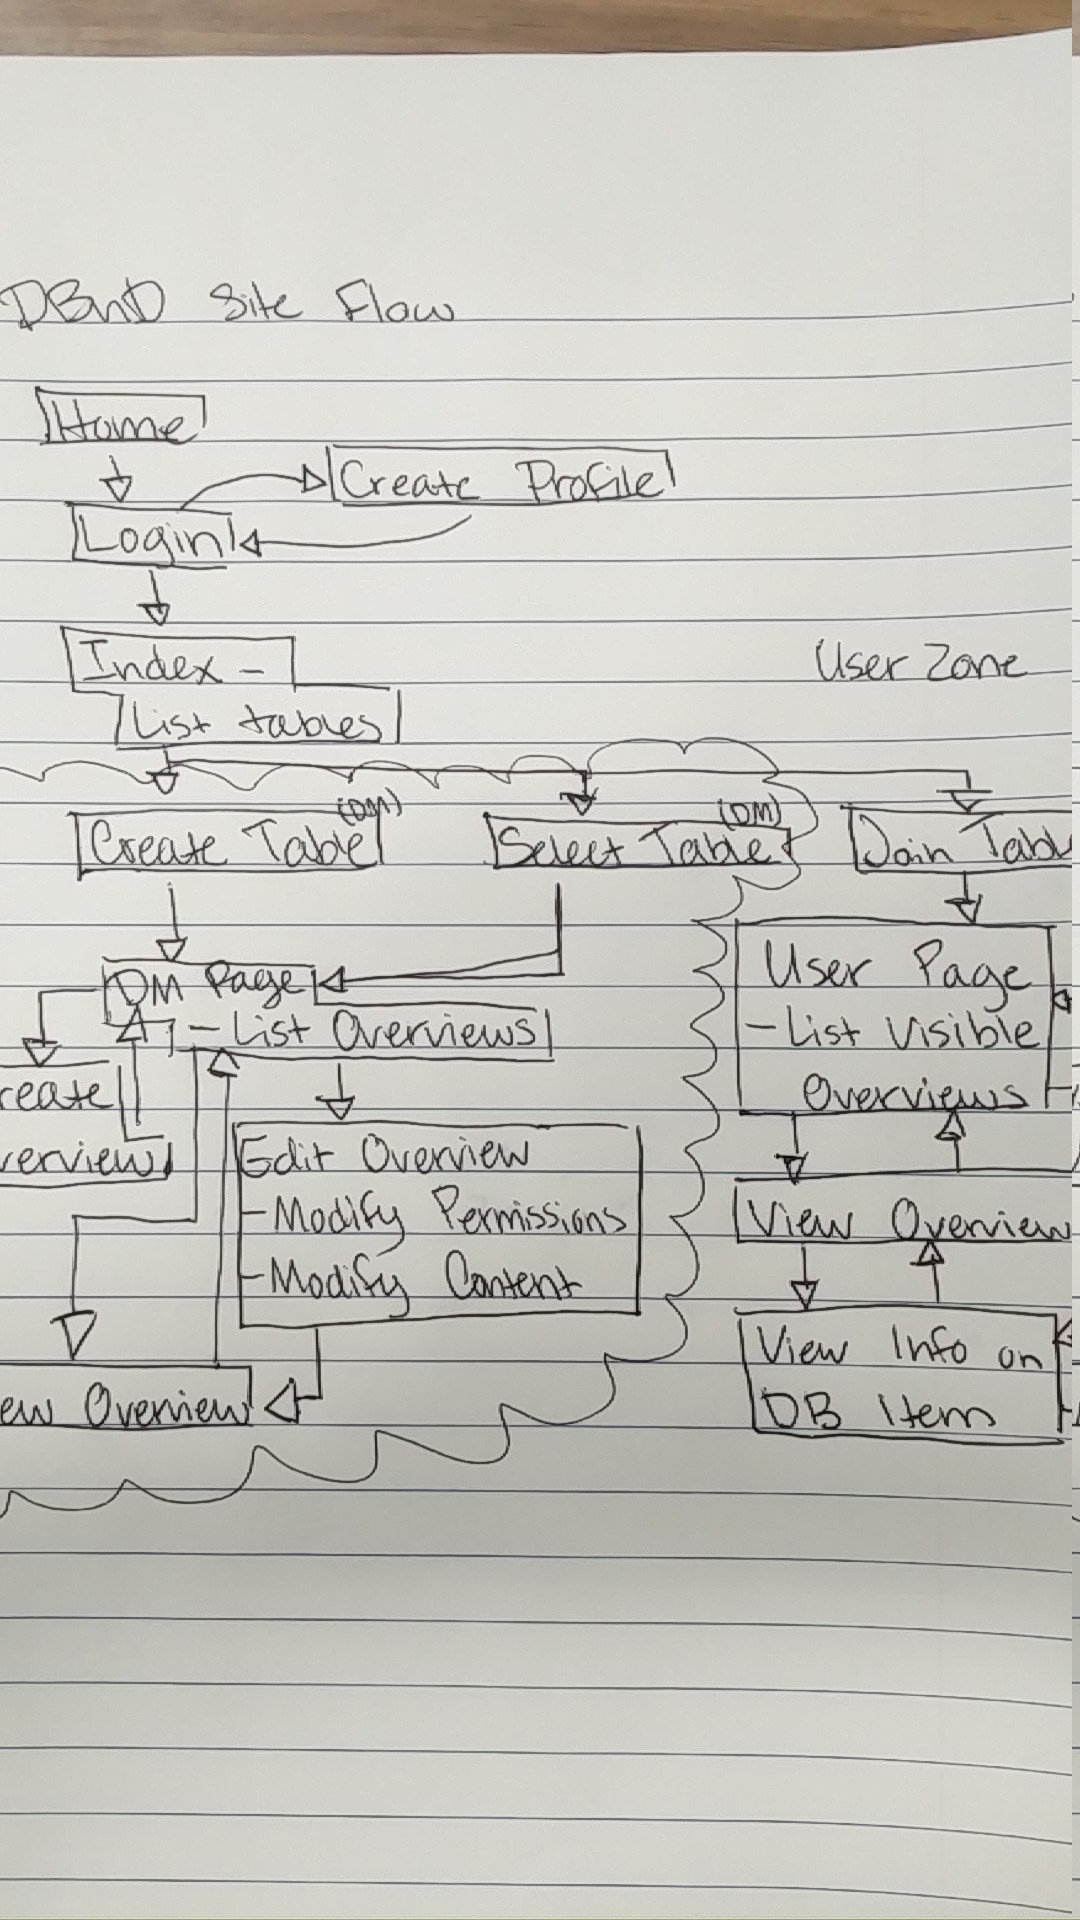 DBnD Site Flow
Home
Create Profile
Login
Index -
List tables
User Zone
(DM)
Create Table
(DM)
Select Table
Join Tabl
DM Page
- List Overviews
User Page
- List Visible
Overviews
reate
verview
Edit Overview
- Modify Permissions
- Modify Content
View Overview
View Info on
DB Item
ew Overview